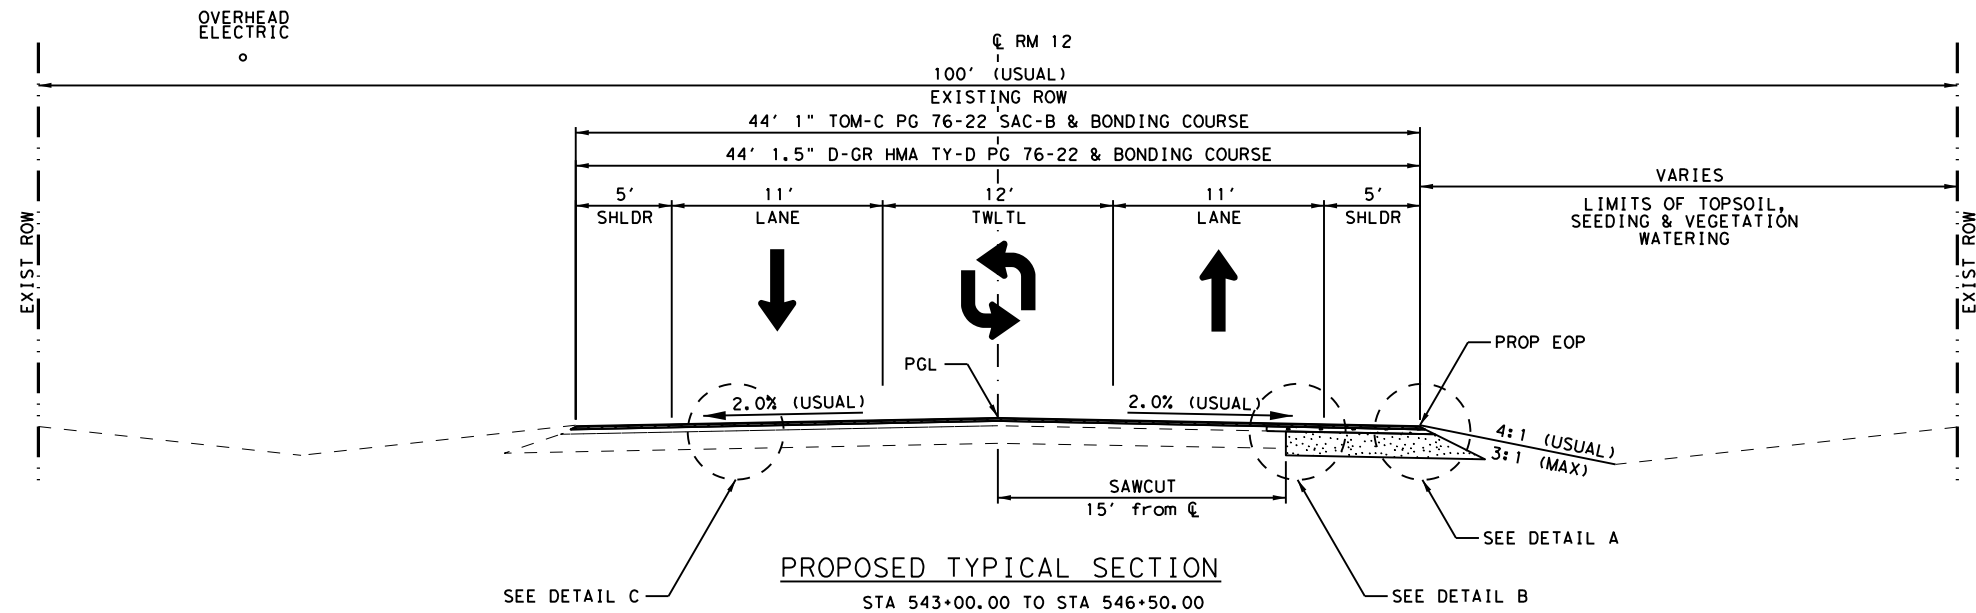 OVERHEAD
ELECTRIC
℄ RM 12
100' (USUAL)
EXISTING ROW
44' 1" TOM-C PG 76-22 SAC-B & BONDING COURSE
44' 1.5" D-GR HMA TY-D PG 76-22 & BONDING COURSE
VARIES
LIMITS OF TOPSOIL,
SEEDING & VEGETATION
WATERING
5'
SHLDR
11'
LANE
12'
TWLTL
11'
LANE
5'
SHLDR
EXIST ROW
EXIST ROW
PROP EOP
PGL
2.0% (USUAL)
2.0% (USUAL)
4:1 (USUAL)
3:1 (MAX)
SAWCUT
15' from ℄
SEE DETAIL A
SEE DETAIL C
SEE DETAIL B
PROPOSED TYPICAL SECTION
STA 543+00.00 TO STA 546+50.00